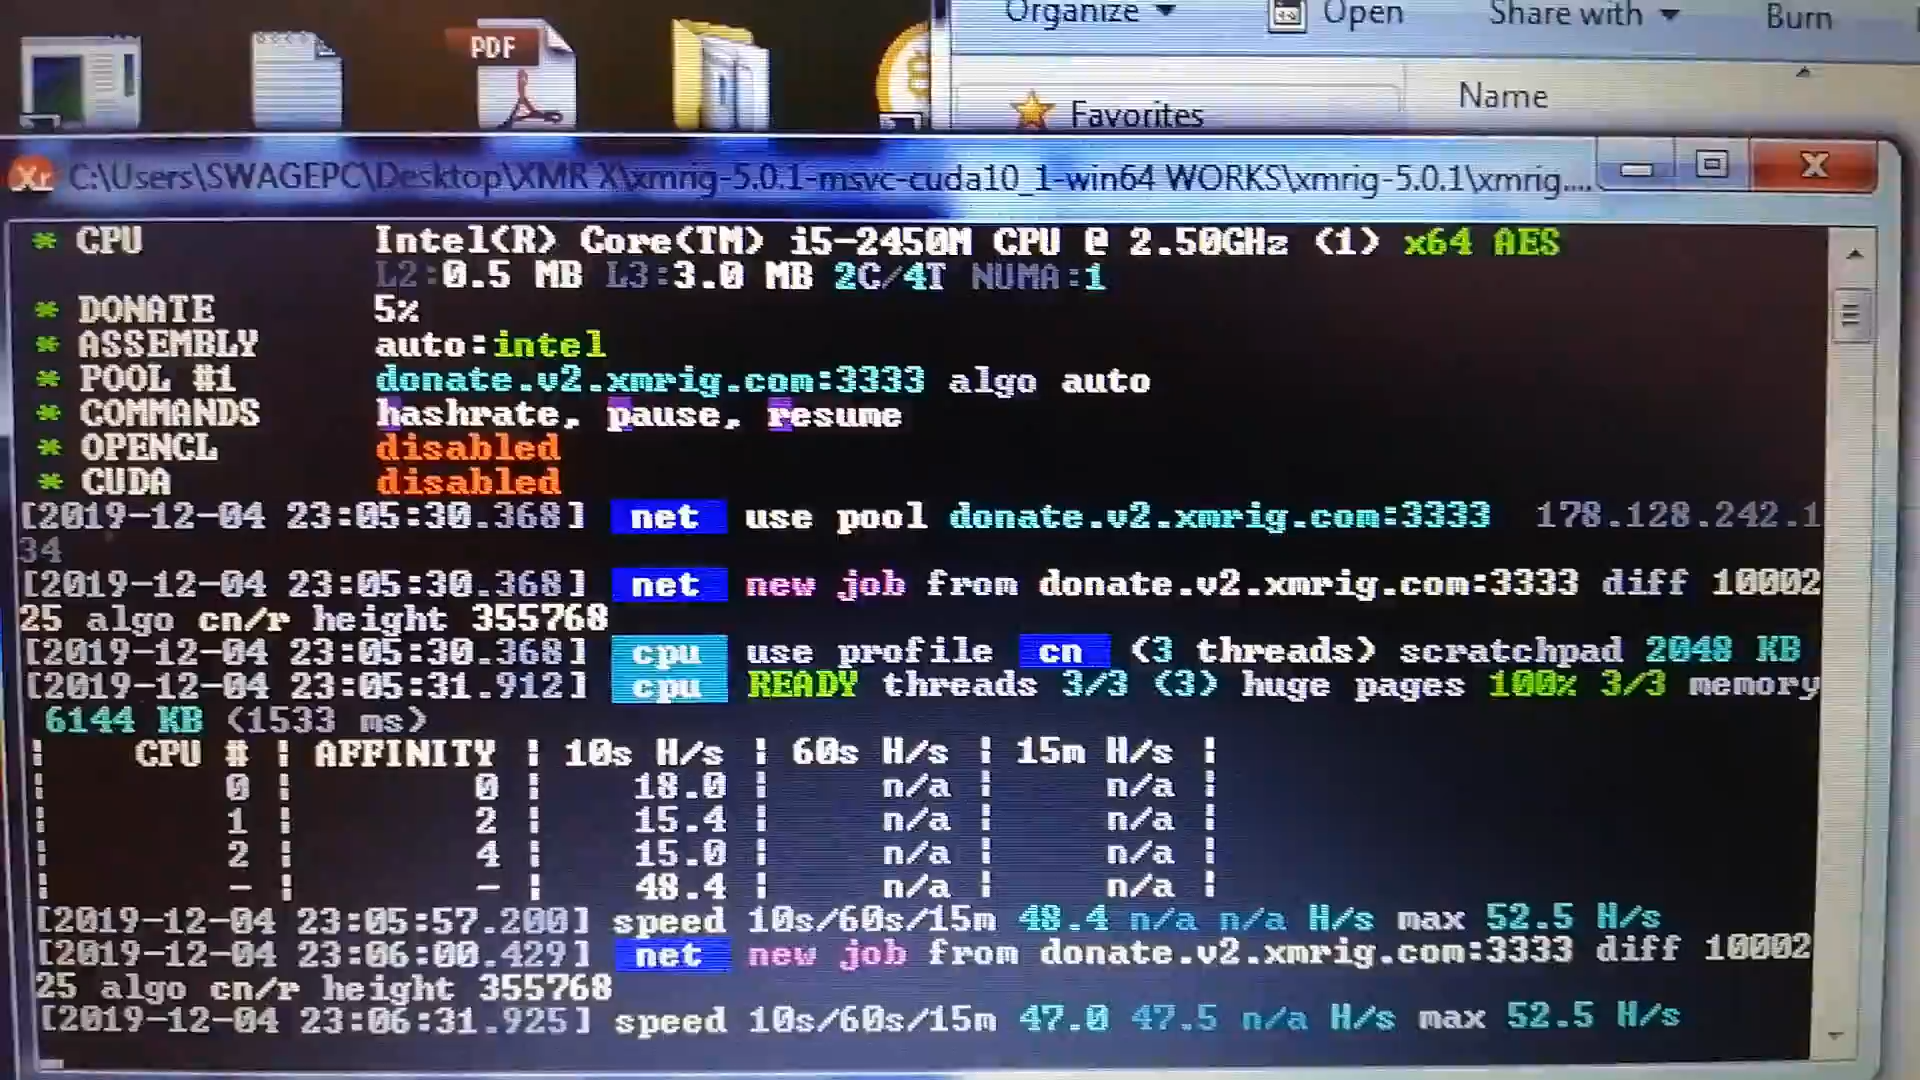 Organize Open Share with Burn
PDF
Favorites Name
Xr C:\Users\SWAGEPC\Desktop\XMR X\xmrig-5.0.1-msvc-cuda10_1-win64 WORKS\xmrig-5.0.1\xmrig....
* CPU Intel(R) Core(TM) i5-2450M CPU @ 2.50GHz (1) x64 AES
L2:0.5 MB L3:3.0 MB 2C/4T NUMA:1
* DONATE 5%
* ASSEMBLY auto:intel
* POOL #1 donate.v2.xmrig.com:3333 algo auto
* COMMANDS hashrate, pause, resume
* OPENCL disabled
* CUDA disabled
[2019-12-04 23:05:30.368] net use pool donate.v2.xmrig.com:3333 178.128.242.1
34
[2019-12-04 23:05:30.368] net new job from donate.v2.xmrig.com:3333 diff 10002
25 algo cn/r height 355768
[2019-12-04 23:05:30.368] cpu use profile cn (3 threads) scratchpad 2048 KB
[2019-12-04 23:05:31.912] cpu READY threads 3/3 (3) huge pages 100% 3/3 memory
6144 KB (1533 ms)
| CPU # | AFFINITY | 10s H/s | 60s H/s | 15m H/s |
| 0 | 0 | 18.0 | n/a | n/a |
| 1 | 2 | 15.4 | n/a | n/a |
| 2 | 4 | 15.0 | n/a | n/a |
| - | - | 48.4 | n/a | n/a |
[2019-12-04 23:05:57.200] speed 10s/60s/15m 48.4 n/a n/a H/s max 52.5 H/s
[2019-12-04 23:06:00.429] net new job from donate.v2.xmrig.com:3333 diff 10002
25 algo cn/r height 355768
[2019-12-04 23:06:31.925] speed 10s/60s/15m 47.0 47.5 n/a H/s max 52.5 H/s